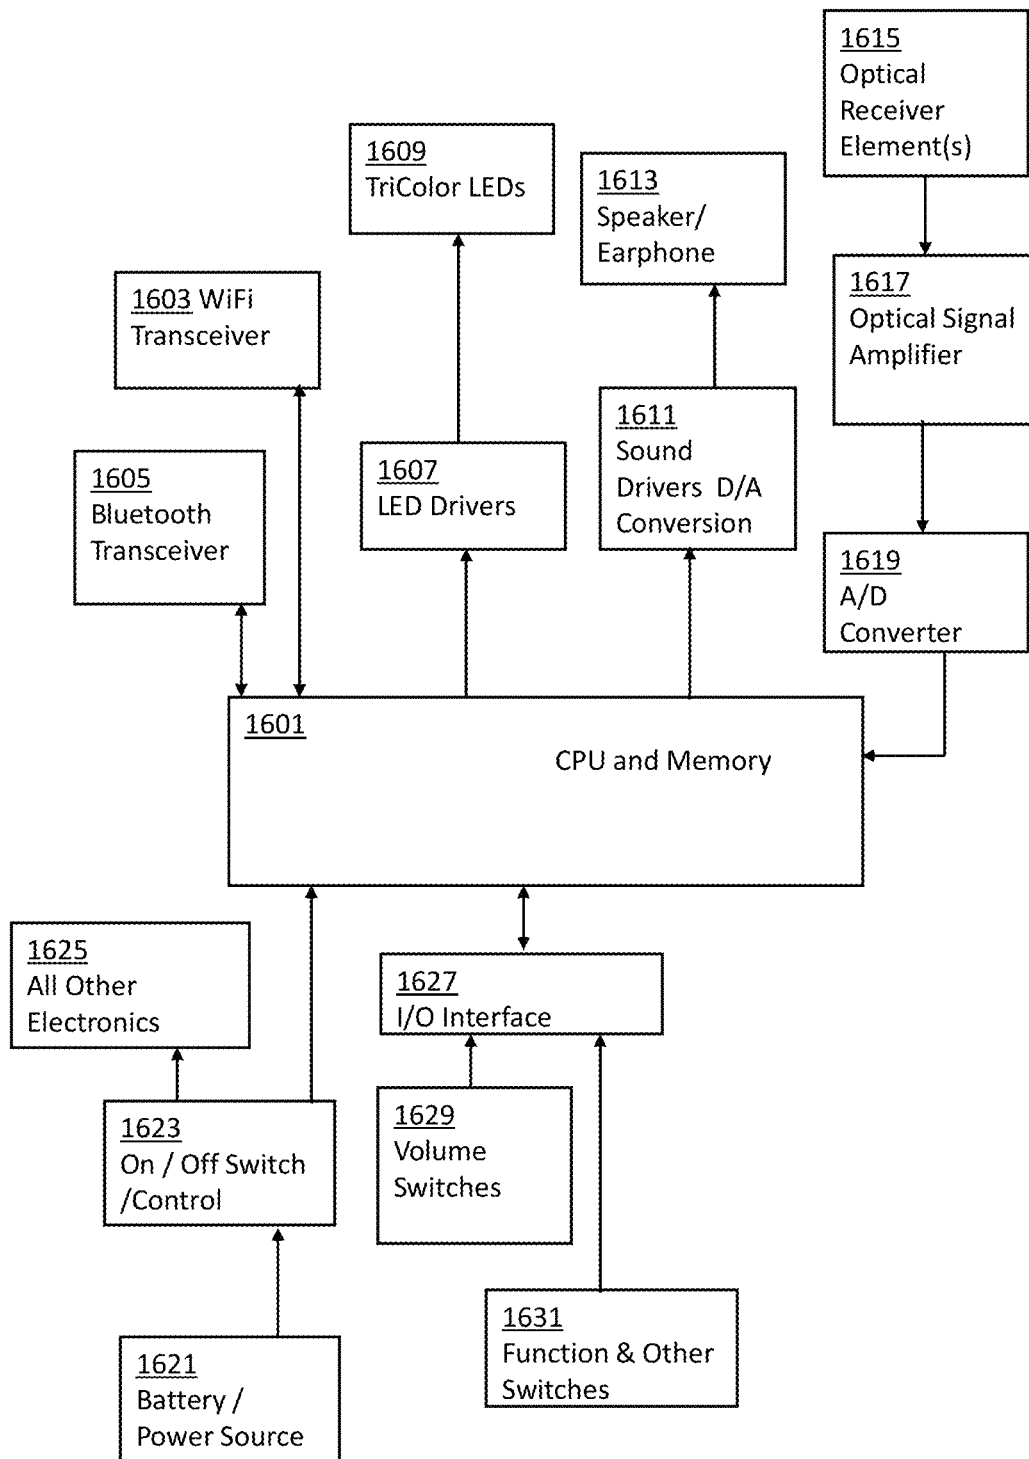 1615
Optical
Receiver
Element(s)
1609
TriColor LEDs
1613
Speaker/
Earphone
1603 WiFi
Transceiver
1617
Optical Signal
Amplifier
1605
Bluetooth
Transceiver
1607
LED Drivers
1611
Sound
Drivers D/A
Conversion
1619
A/D
Converter
1601
CPU and Memory
1625
All Other
Electronics
1627
I/O Interface
1623
On / Off Switch
/Control
1629
Volume
Switches
1631
Function & Other
Switches
1621
Battery /
Power Source